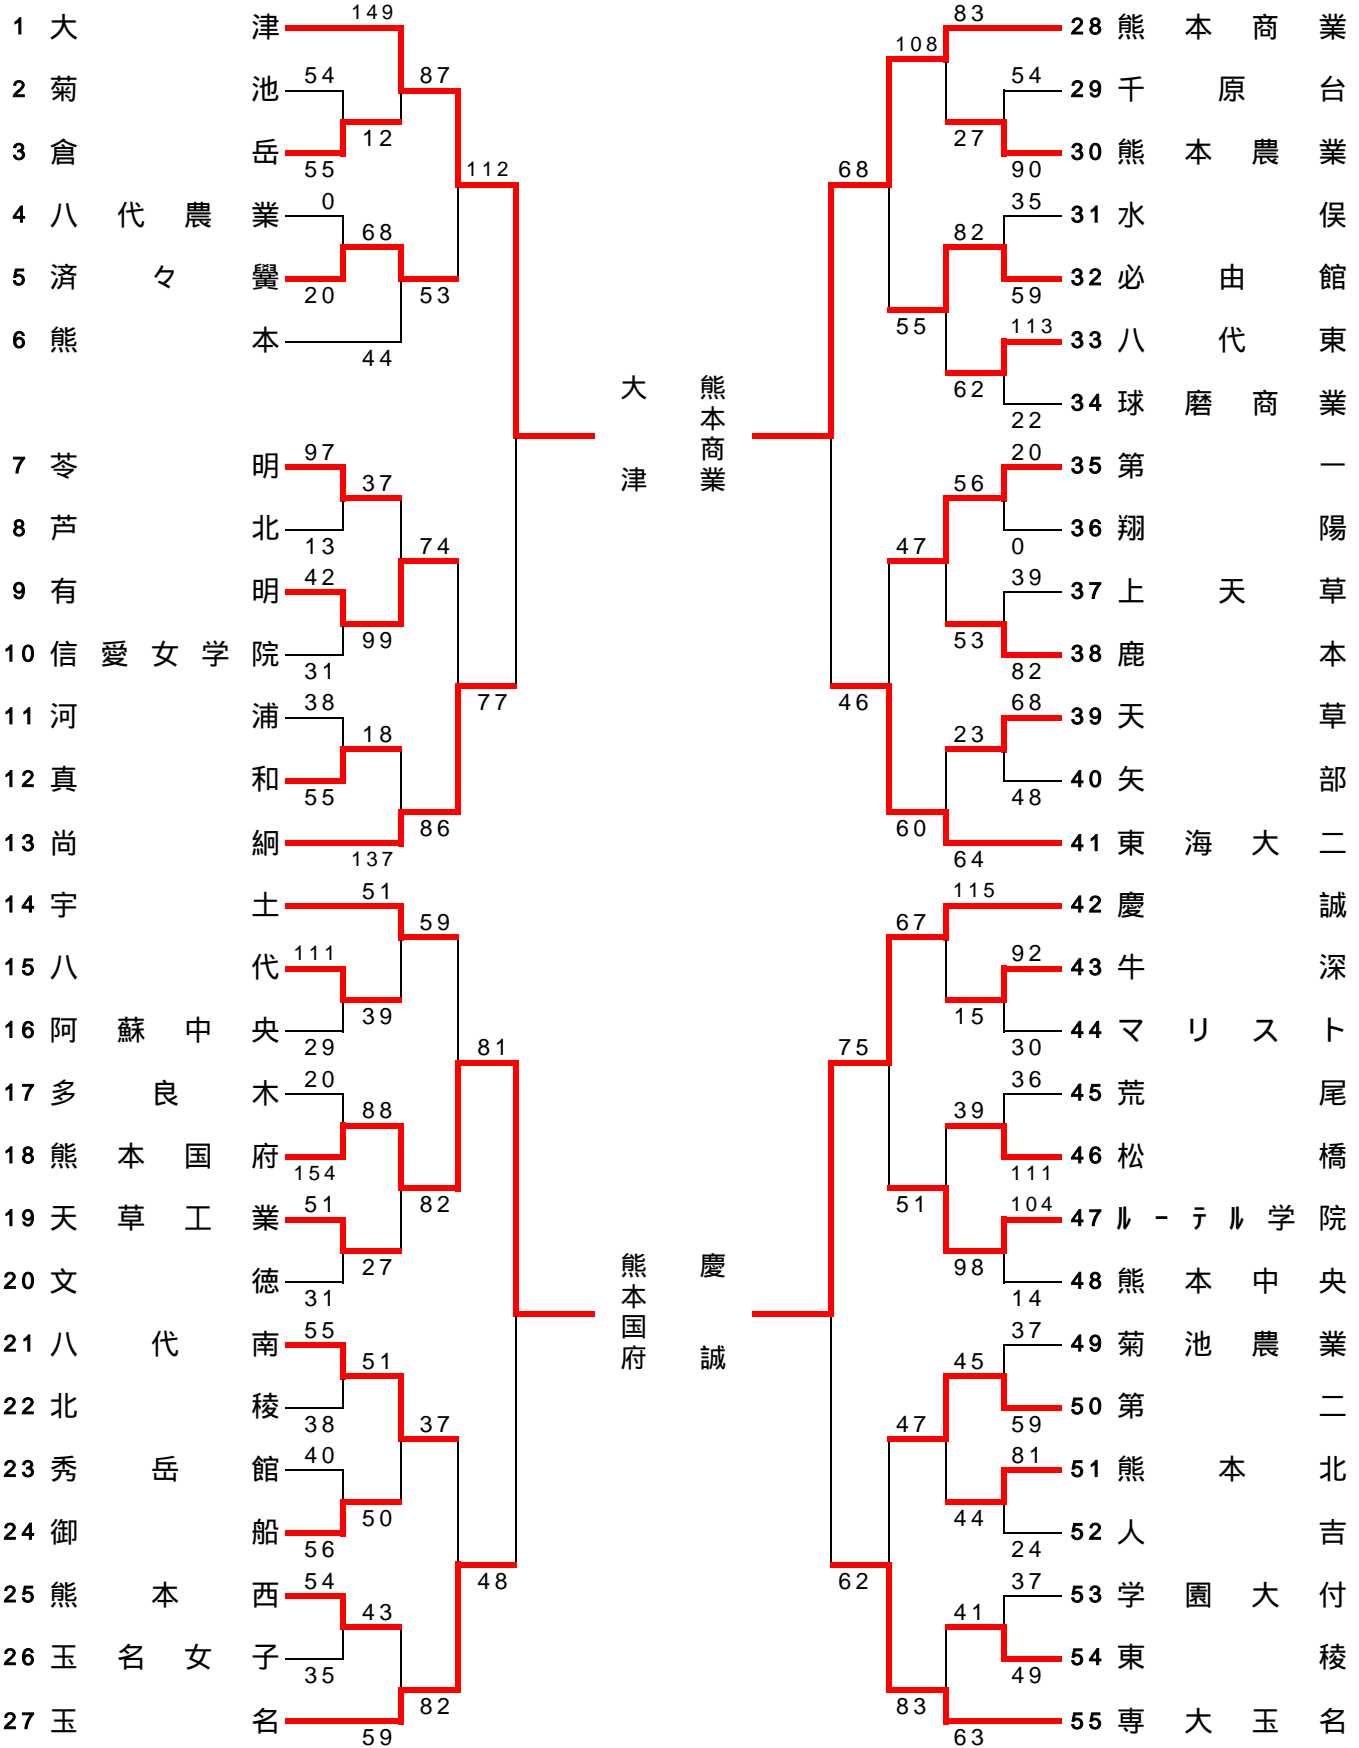 149
1 大津
54
87
2 菊池
12
3 倉岳
55
112
0
4 八代農業
68
5 済々黌
20
53
6 熊本
44
97
7 苓明
37
8 芦北
13
74
42
9 有明
99
10 信愛女学院
31
77
38
11 河浦
18
12 真和
55
86
13 尚絅
137
51
14 宇土
59
111
15 八代
39
16 阿蘇中央
29
81
20
17 多良木
88
18 熊本国府
154
82
51
19 天草工業
27
20 文徳
31
55
21 八代南
51
22 北稜
38
37
40
23 秀岳館
50
24 御船
56
48
54
25 熊本西
43
26 玉名女子
35
82
27 玉名
59
大津
熊本商業
熊本国府
慶誠
83
28 熊本商業
108
54
29 千原台
27
30 熊本農業
90
68
35
31 水俣
82
32 必由館
59
55
113
33 八代東
62
34 球磨商業
22
20
35 第一
56
36 翔陽
0
47
39
37 上天草
53
38 鹿本
82
46
68
39 天草
23
40 矢部
48
60
41 東海大二
64
115
42 慶誠
67
92
43 牛深
15
44 マリスト
30
75
36
45 荒尾
39
46 松橋
111
51
104
47 ルーテル学院
98
48 熊本中央
14
37
49 菊池農業
45
50 第二
59
47
81
51 熊本北
44
52 人吉
24
62
37
53 学園大付
41
54 東稜
49
83
55 専大玉名
63